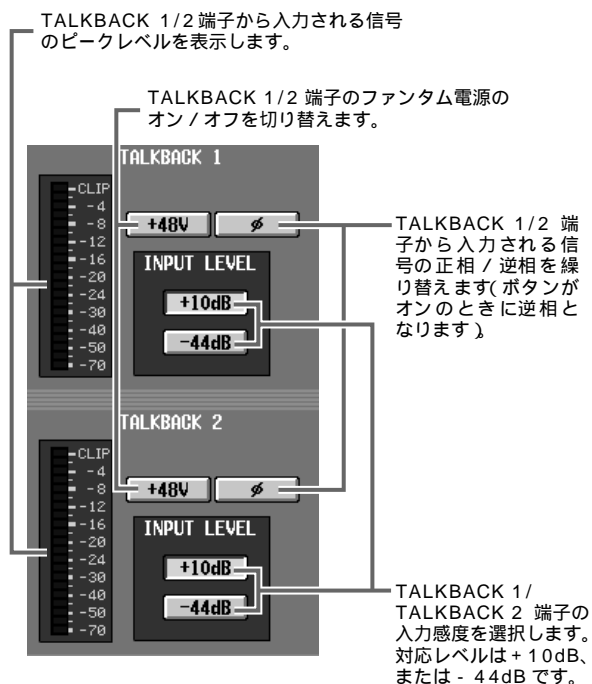 TALKBACK 1/2 端子から入力される信号
のピークレベルを表示します。
TALKBACK 1/2 端子のファンタム電源の
オン / オフを切り替えます。
TALKBACK 1
CLIP
-4
-8
-12
-16
-20
-24
-30
-40
-50
-70
+48V
ø
INPUT LEVEL
+10dB
-44dB
TALKBACK 1/2 端
子から入力される信
号の正相 / 逆相を繰
り替えます(ボタンが
オンのときに逆相と
なります)。
TALKBACK 2
CLIP
-4
-8
-12
-16
-20
-24
-30
-40
-50
-70
+48V
ø
INPUT LEVEL
+10dB
-44dB
TALKBACK 1/
TALKBACK 2 端子の
入力感度を選択します。
対応レベルは+10dB、
または- 44dB です。